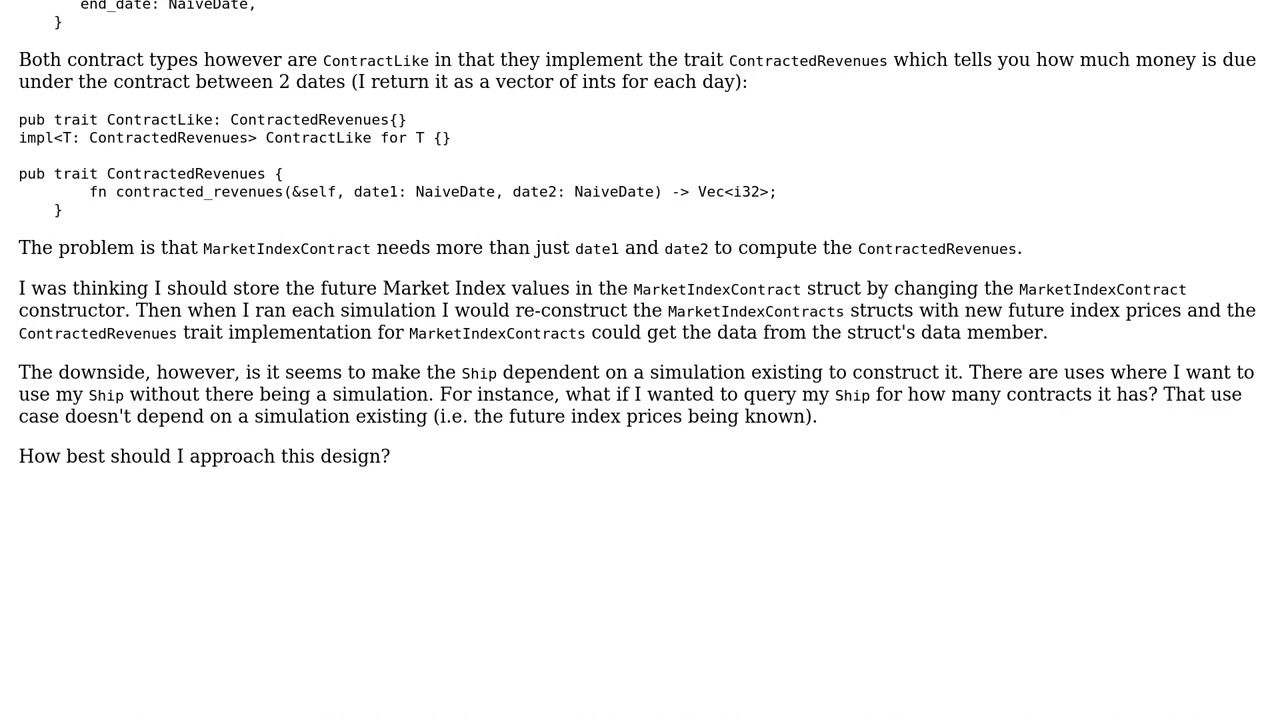 end_date: NaiveDate,
}
Both contract types however are ContractLike in that they implement the trait ContractedRevenues which tells you how much money is due
under the contract between 2 dates (I return it as a vector of ints for each day):
pub trait ContractLike: ContractedRevenues{}
impl<T: ContractedRevenues> ContractLike for T {}
pub trait ContractedRevenues {
fn contracted_revenues(&self, date1: NaiveDate, date2: NaiveDate) -> Vec<i32>;
}
The problem is that MarketIndexContract needs more than just date1 and date2 to compute the ContractedRevenues.
I was thinking I should store the future Market Index values in the MarketIndexContract struct by changing the MarketIndexContract
constructor. Then when I ran each simulation I would re-construct the MarketIndexContracts structs with new future index prices and the
ContractedRevenues trait implementation for MarketIndexContracts could get the data from the struct's data member.
The downside, however, is it seems to make the Ship dependent on a simulation existing to construct it. There are uses where I want to
use my Ship without there being a simulation. For instance, what if I wanted to query my Ship for how many contracts it has? That use
case doesn't depend on a simulation existing (i.e. the future index prices being known).
How best should I approach this design?